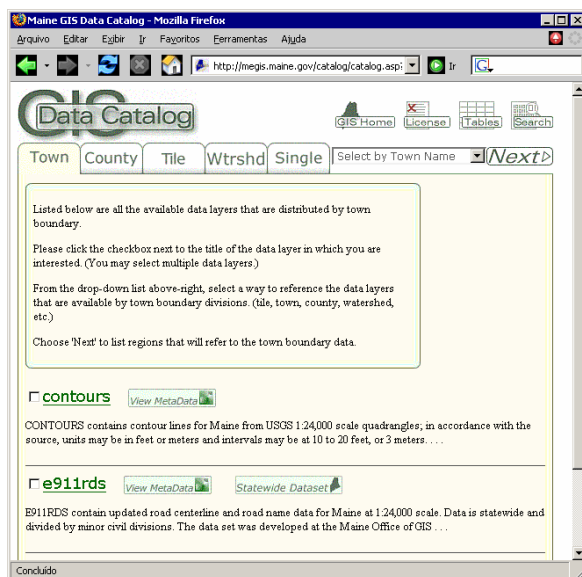 Maine GIS Data Catalog - Mozilla Firefox
Arquivo Editar Exibir Ir Favoritos Ferramentas Ajuda
http://megis.maine.gov/catalog/catalog.asp Ir
GIS
Data Catalog
GIS Home License Tables Search
Town County Tile Wtrshd Single Select by Town Name Next
Listed below are all the available data layers that are distributed by town
boundary.
Please click the checkbox next to the title of the data layer in which you are
interested. (You may select multiple data layers.)
From the drop-down list above-right, select a way to reference the data layers
that are available by town boundary divisions. (tile, town, county, watershed,
etc.)
Choose 'Next' to list regions that will refer to the town boundary data.
contours View MetaData
CONTOURS contains contour lines for Maine from USGS 1:24,000 scale quadrangles; in accordance with the
source, units may be in feet or meters and intervals may be at 10 to 20 feet, or 3 meters. . . .
e911rds View MetaData Statewide Dataset
E911RDS contain updated road centerline and road name data for Maine at 1:24,000 scale. Data is statewide and
divided by minor civil divisions. The data set was developed at the Maine Office of GIS . . .
Concluído